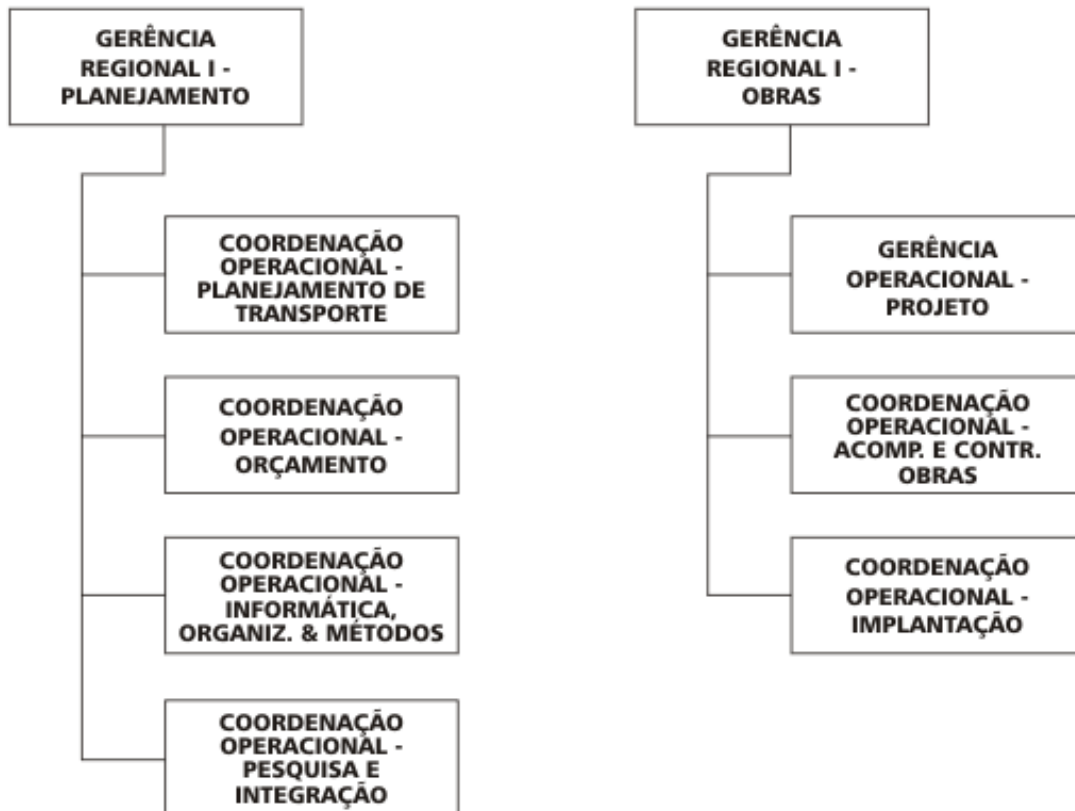 GERÊNCIA
REGIONAL I -
PLANEJAMENTO
COORDENAÇÃO
OPERACIONAL -
PLANEJAMENTO DE
TRANSPORTE
COORDENAÇÃO
OPERACIONAL -
ORÇAMENTO
COORDENAÇÃO
OPERACIONAL -
INFORMÁTICA,
ORGANIZ. & MÉTODOS
COORDENAÇÃO
OPERACIONAL -
PESQUISA E
INTEGRAÇÃO
GERÊNCIA
REGIONAL I -
OBRAS
GERÊNCIA
OPERACIONAL -
PROJETO
COORDENAÇÃO
OPERACIONAL -
ACOMP. E CONTR.
OBRAS
COORDENAÇÃO
OPERACIONAL -
IMPLANTAÇÃO